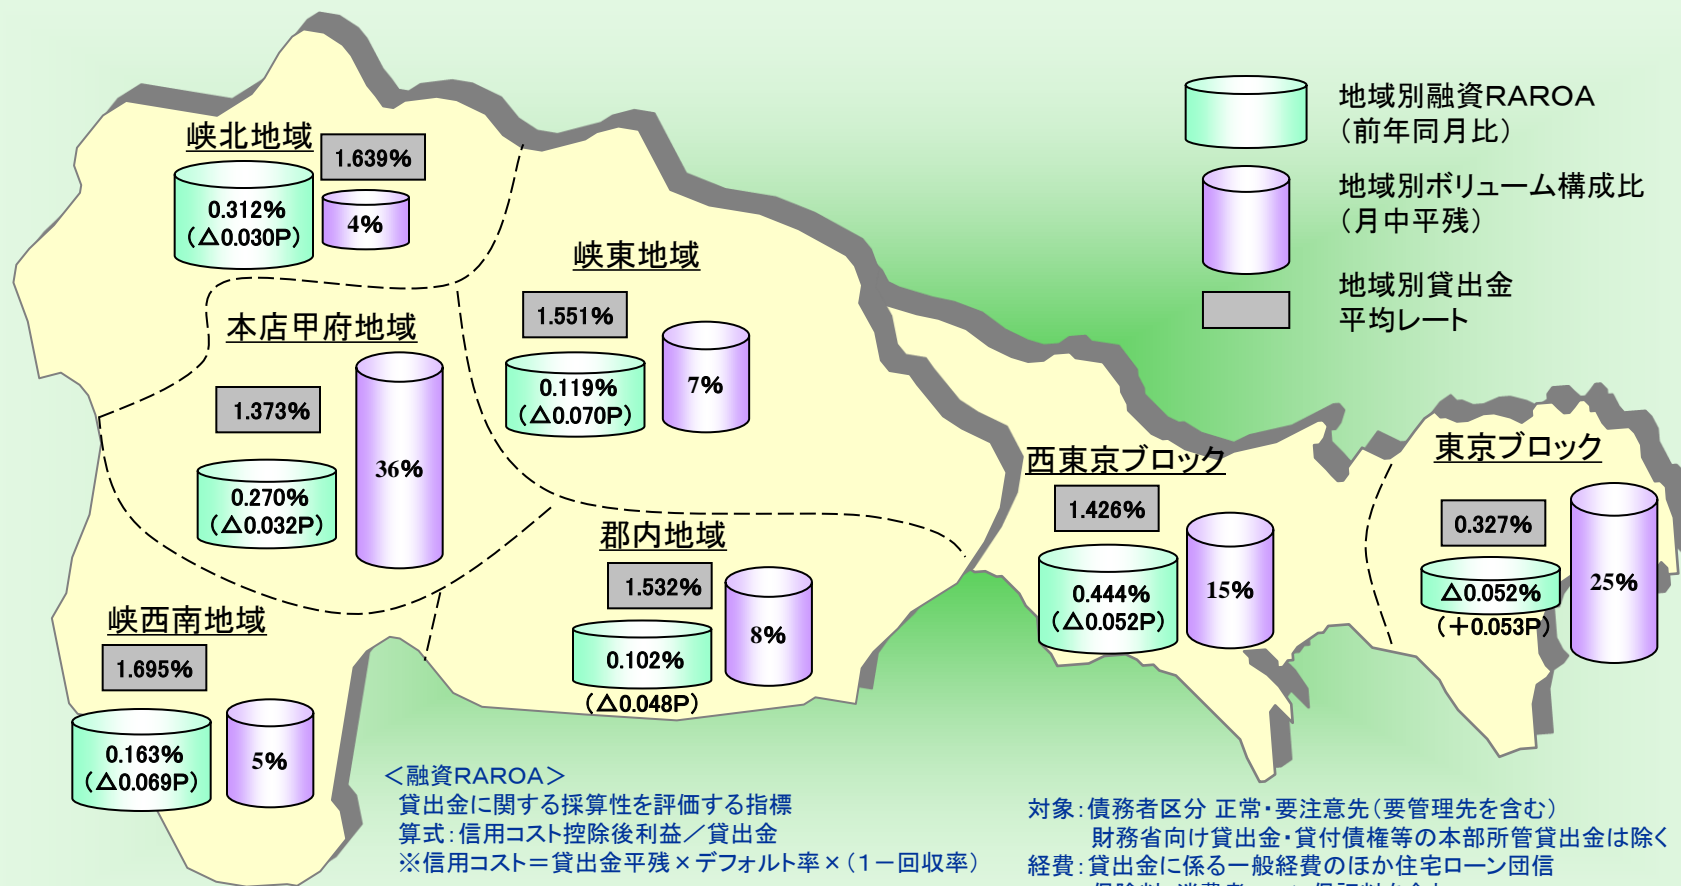 地域別融資RAROA
（前年同月比）
地域別ボリューム構成比
（月中平残）
地域別貸出金
平均レート
峡北地域
1.639%
0.312%
（△0.030P）
4%
峡東地域
1.551%
0.119%
（△0.070P）
7%
本店甲府地域
1.373%
0.270%
（△0.032P）
36%
西東京ブロック
1.426%
0.444%
（△0.052P）
15%
東京ブロック
0.327%
△0.052%
（＋0.053P）
25%
郡内地域
1.532%
0.102%
（△0.048P）
8%
峡西南地域
1.695%
0.163%
（△0.069P）
5%
＜融資RAROA＞
貸出金に関する採算性を評価する指標
算式：信用コスト控除後利益／貸出金
※信用コスト＝貸出金平残×デフォルト率×（１－回収率）
対象：債務者区分 正常・要注意先（要管理先を含む）
財務省向け貸出金・貸付債権等の本部所管貸出金は除く
経費：貸出金に係る一般経費のほか住宅ローン団信